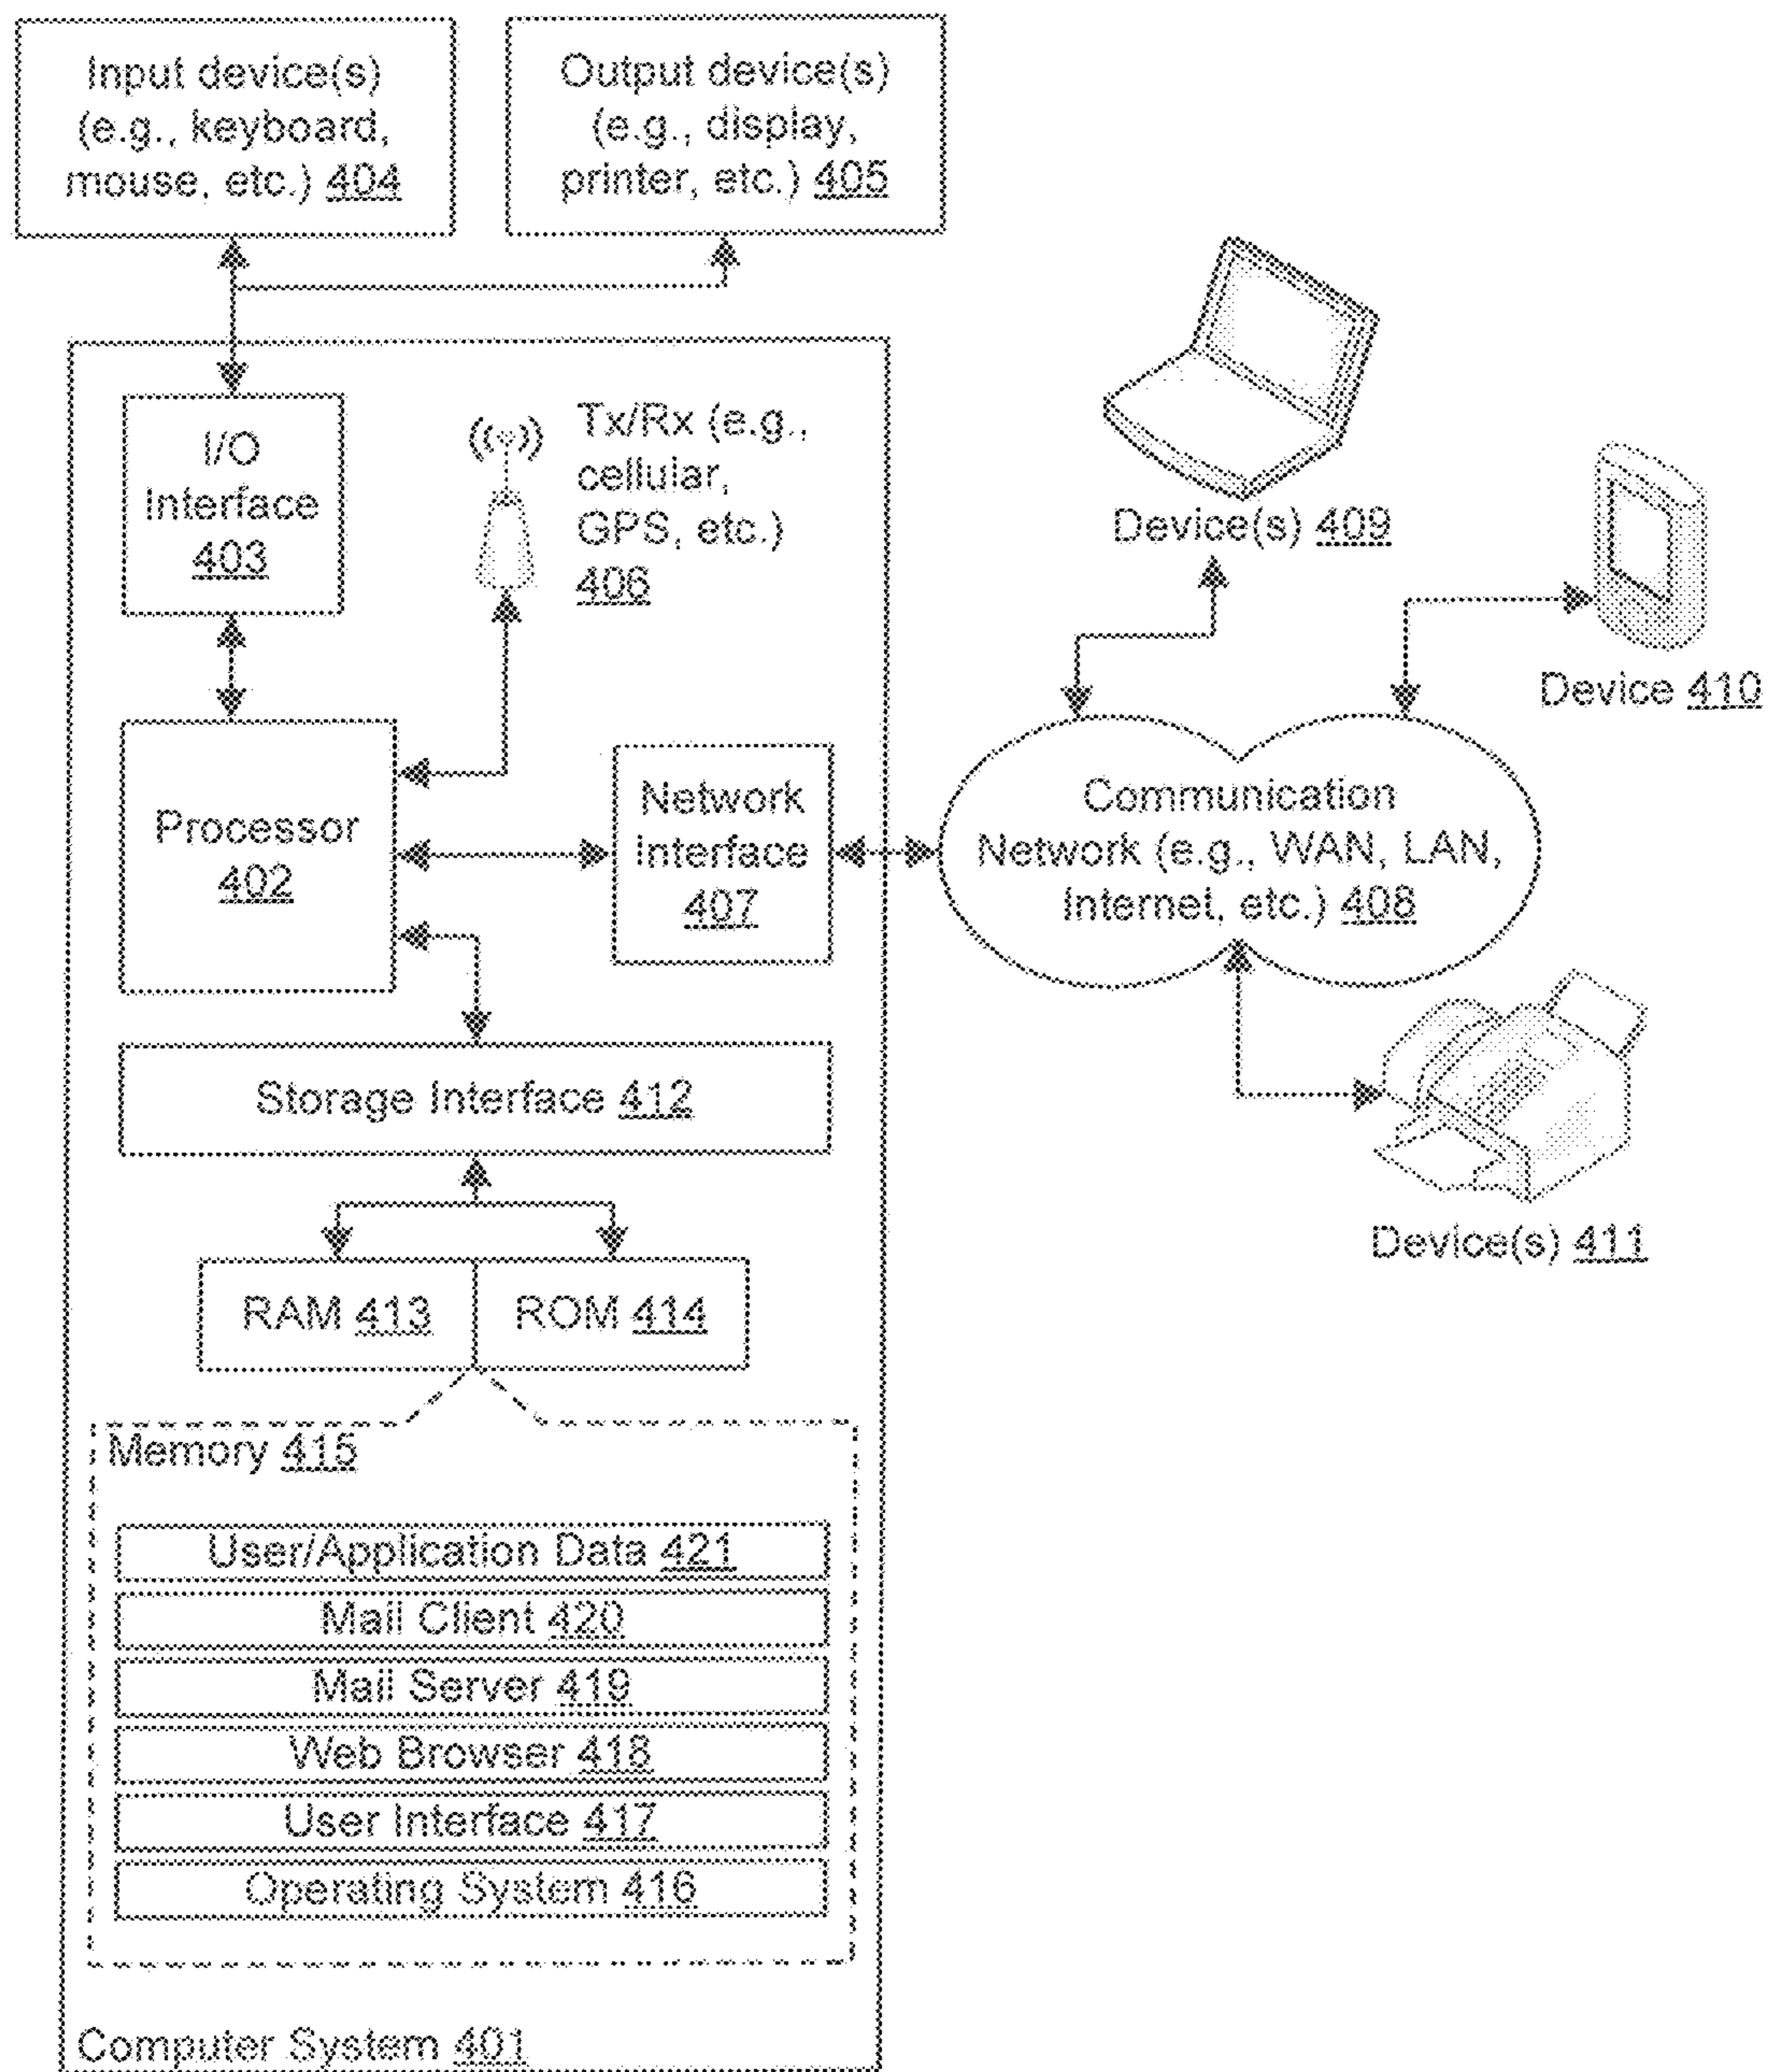 Input device(s)
(e.g., keyboard,
mouse, etc.) 404
Output device(s)
(e.g., display,
printer, etc.) 405
I/O
Interface
403
Tx/Rx (e.g.,
cellular,
GPS, etc.)
406
Device(s) 409
Device 410
Processor
402
Network
Interface
407
Communication
Network (e.g., WAN, LAN,
Internet, etc.) 408
Storage Interface 412
Device(s) 411
RAM 413
ROM 414
Memory 415
User/Application Data 421
Mail Client 420
Mail Server 419
Web Browser 418
User Interface 417
Operating System 416
Computer System 401